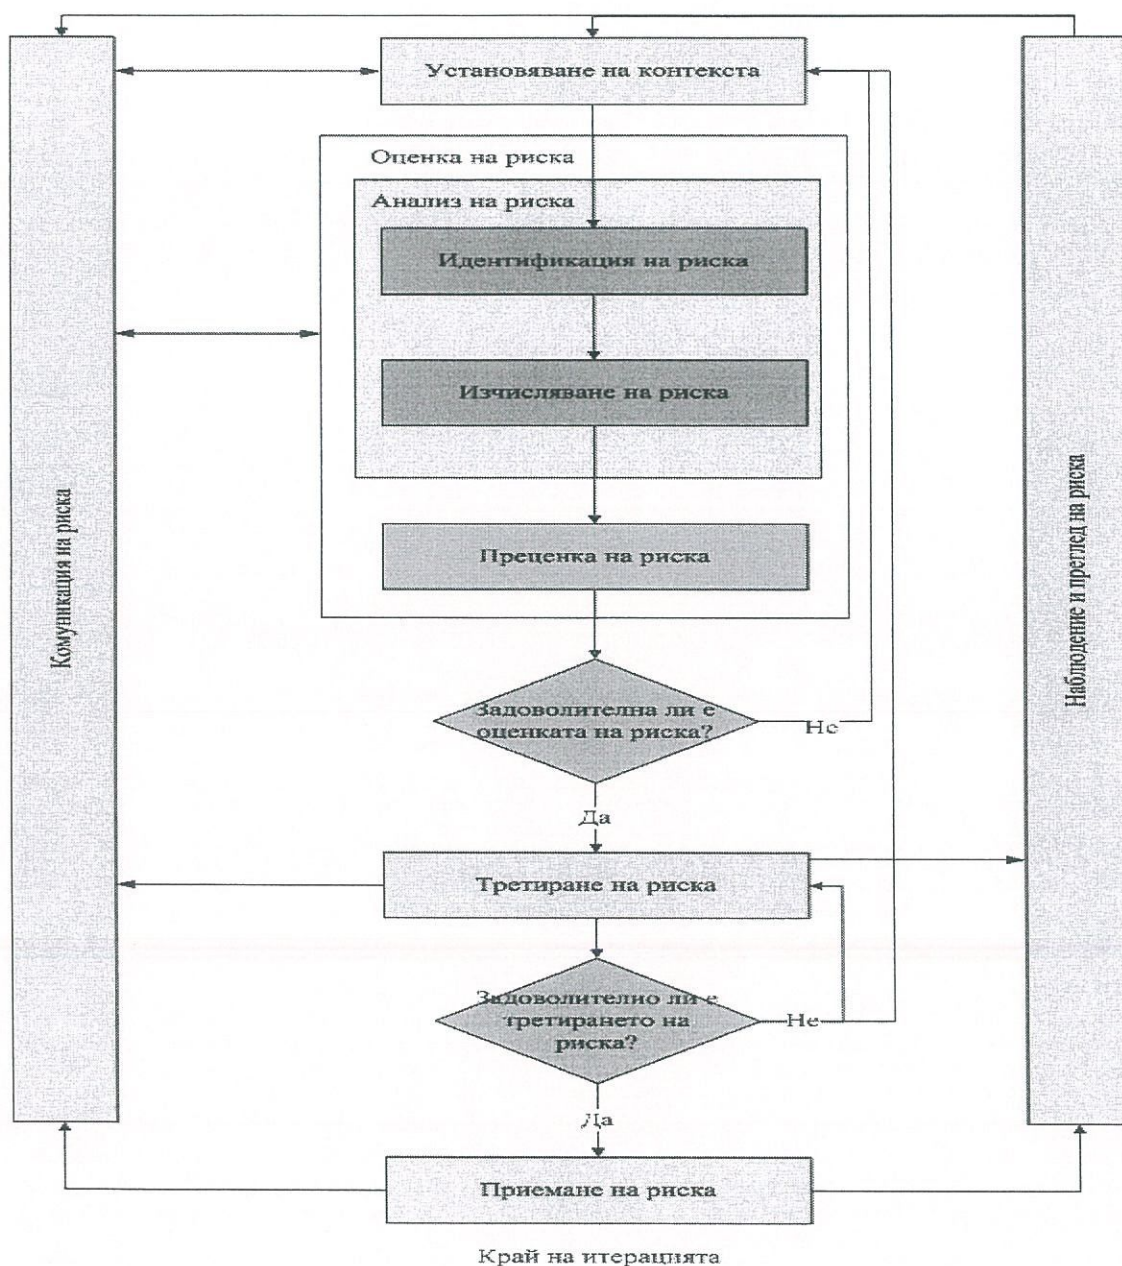 Установяване на контекста
Оценка на риска
Анализ на риска
Идентификация на риска
Изчисляване на риска
Преценка на риска
Задоволителна ли е
оценката на риска?
Не
Да
Третиране на риска
Задоволително ли е
третирането на
риска?
Не
Да
Приемане на риска
Край на итерацията
Комуникация на риска
Наблюдение и преглед на риска